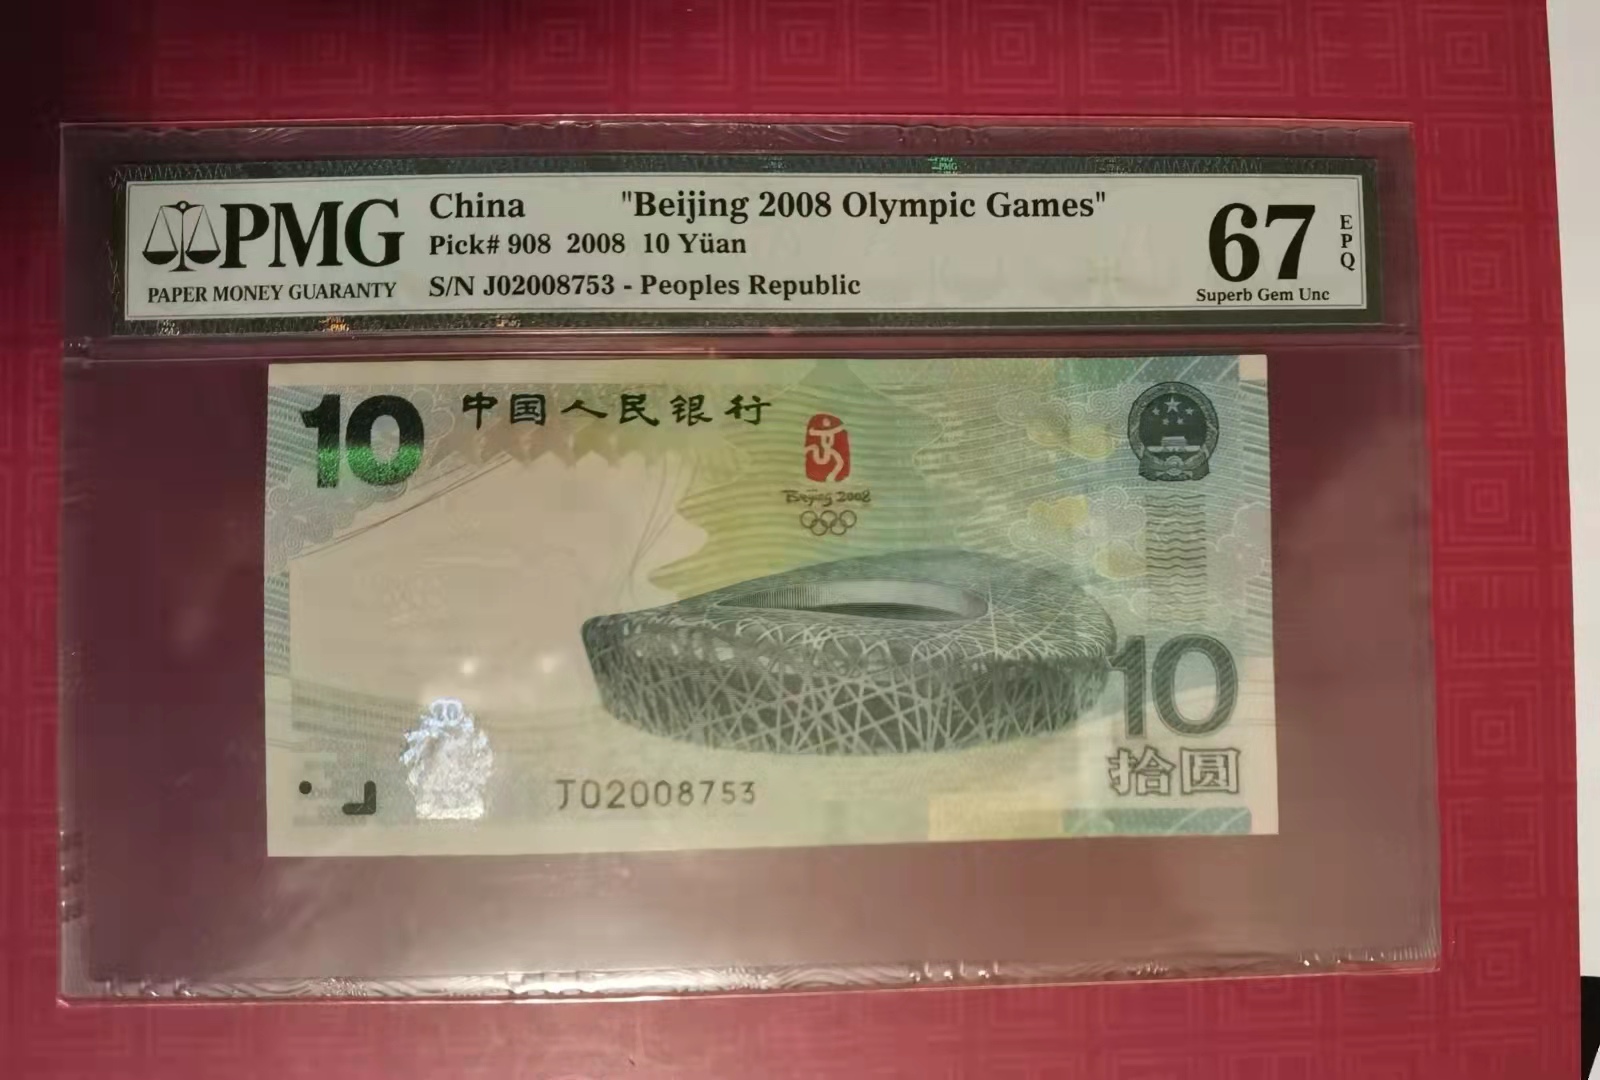 PMG
PAPER MONEY GUARANTY
China "Beijing 2008 Olympic Games"
Pick# 908 2008 10 Yüan
S/N J02008753 - Peoples Republic
67
EPQ
Superb Gem Unc
10
中国人民银行
Beijing 2008
10
拾圆
J02008753